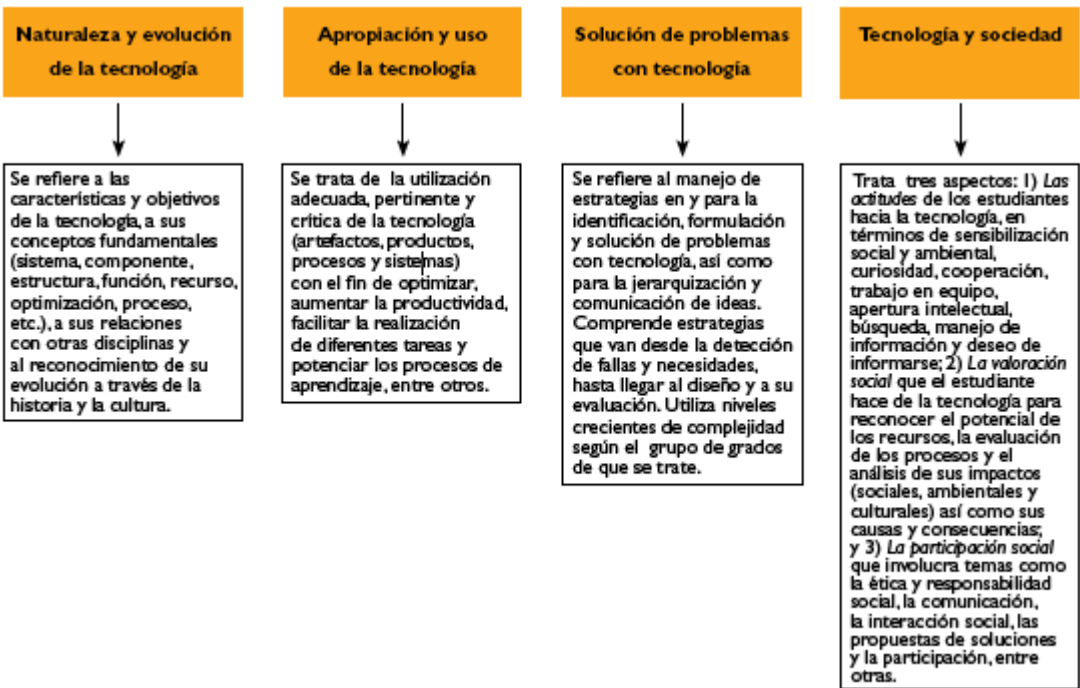 Naturaleza y evolución
de la tecnología
Se refiere a las
características y objetivos
de la tecnología, a sus
conceptos fundamentales
(sistema, componente,
estructura, función, recurso,
optimización, proceso,
etc.), a sus relaciones
con otras disciplinas y
al reconocimiento de su
evolución a través de la
historia y la cultura.
Apropiación y uso
de la tecnología
Se trata de la utilización
adecuada, pertinente y
crítica de la tecnología
(artefactos, productos,
procesos y sistemas)
con el fin de optimizar,
aumentar la productividad,
facilitar la realización
de diferentes tareas y
potenciar los procesos de
aprendizaje, entre otros.
Solución de problemas
con tecnología
Se refiere al manejo de
estrategias en y para la
identificación, formulación
y solución de problemas
con tecnología, así como
para la jerarquización y
comunicación de ideas.
Comprende estrategias
que van desde la detección
de fallas y necesidades,
hasta llegar al diseño y a su
evaluación. Utiliza niveles
crecientes de complejidad
según el grupo de grados
de que se trate.
Tecnología y sociedad
Trata tres aspectos: 1) Las
actitudes de los estudiantes
hacia la tecnología, en
términos de sensibilización
social y ambiental,
curiosidad, cooperación,
trabajo en equipo,
apertura intelectual,
búsqueda, manejo de
información y deseo de
informarse; 2) La valoración
social que el estudiante
hace de la tecnología para
reconocer el potencial de
los recursos, la evaluación
de los procesos y el
análisis de sus impactos
(sociales, ambientales y
culturales) así como sus
causas y consecuencias;
y 3) La participación social
que involucra temas como
la ética y responsabilidad
social, la comunicación,
la interacción social, las
propuestas de soluciones
y la participación, entre
otras.